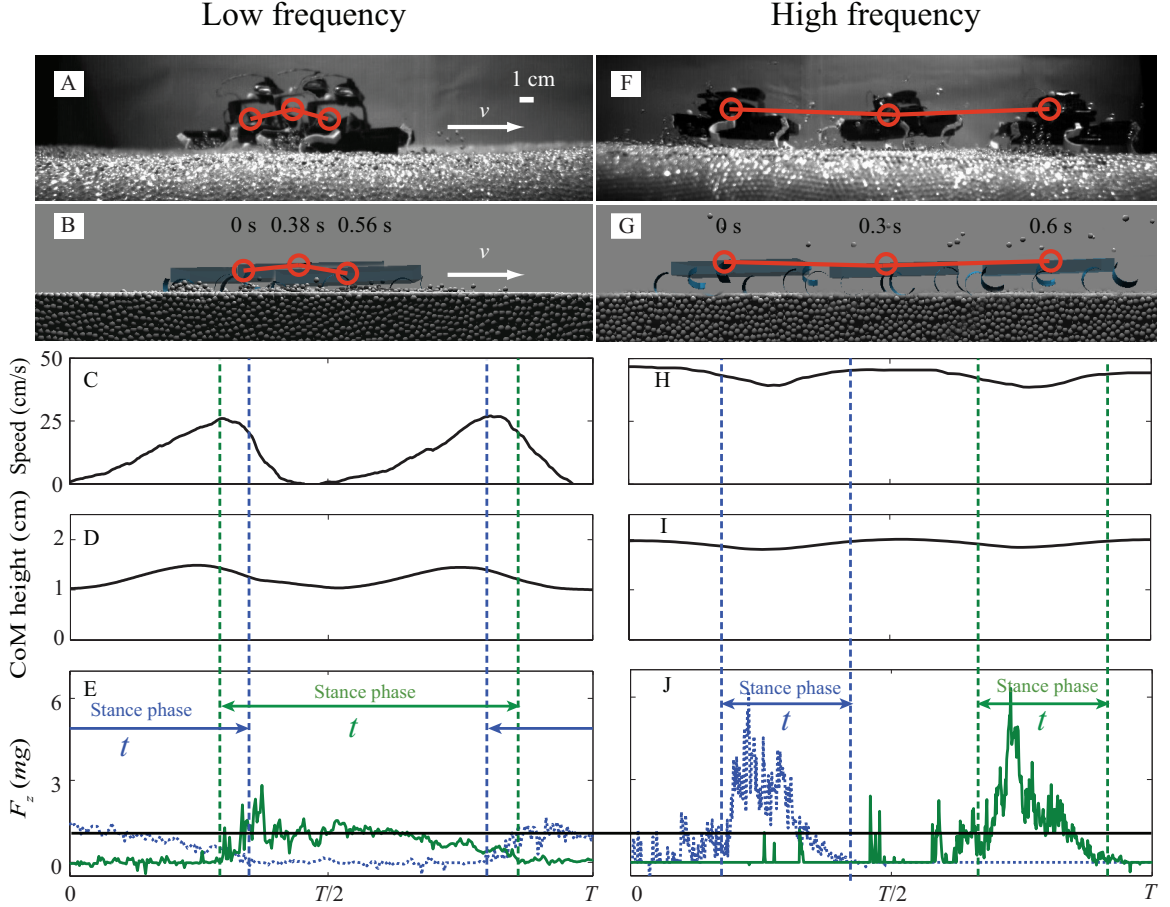 Low frequency
High frequency
A
1 cm
v
F
B
0 s
0.38 s
0.56 s
v
G
0 s
0.3 s
0.6 s
Speed (cm/s)
50
25
0
C
H
CoM height (cm)
2
1
0
D
I
F_z (mg)
6
3
0
E
Stance phase
t
Stance phase
t
J
Stance phase
t
Stance phase
t
0
T/2
T
0
T/2
T